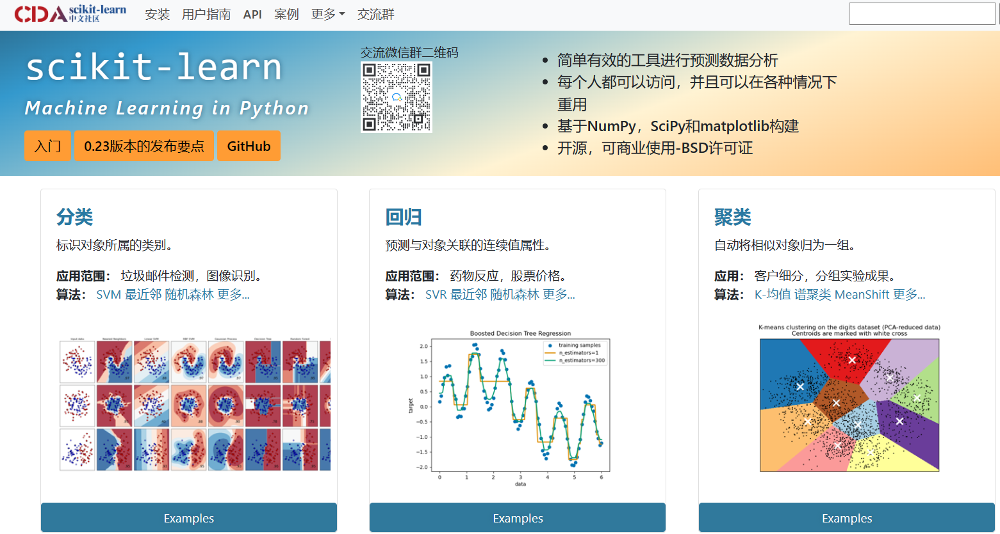 CDA scikit-learn
中文社区
安装 用户指南 API 案例 更多 交流群
scikit-learn
Machine Learning in Python
入门 0.23版本的发布要点 GitHub
交流微信群二维码
简单有效的工具进行预测数据分析
每个人都可以访问，并且可以在各种情况下
重用
基于NumPy，SciPy和matplotlib构建
开源，可商业使用-BSD许可证
分类
标识对象所属的类别。
应用范围： 垃圾邮件检测，图像识别。
算法： SVM 最近邻 随机森林 更多...
Input data Nearest Neighbors Linear SVM RBF SVM Gaussian Process Decision Tree Random Forest
Examples
回归
预测与对象关联的连续值属性。
应用范围： 药物反应，股票价格。
算法： SVR 最近邻 随机森林 更多...
Boosted Decision Tree Regression
training samples
n_estimators=1
n_estimators=300
2.0
1.5
1.0
0.5
0.0
−0.5
−1.0
−1.5
−2.0
target
0 1 2 3 4 5 6
data
Examples
聚类
自动将相似对象归为一组。
应用： 客户细分，分组实验成果。
算法： K-均值 谱聚类 MeanShift 更多...
K-means clustering on the digits dataset (PCA-reduced data)
Centroids are marked with white cross
Examples